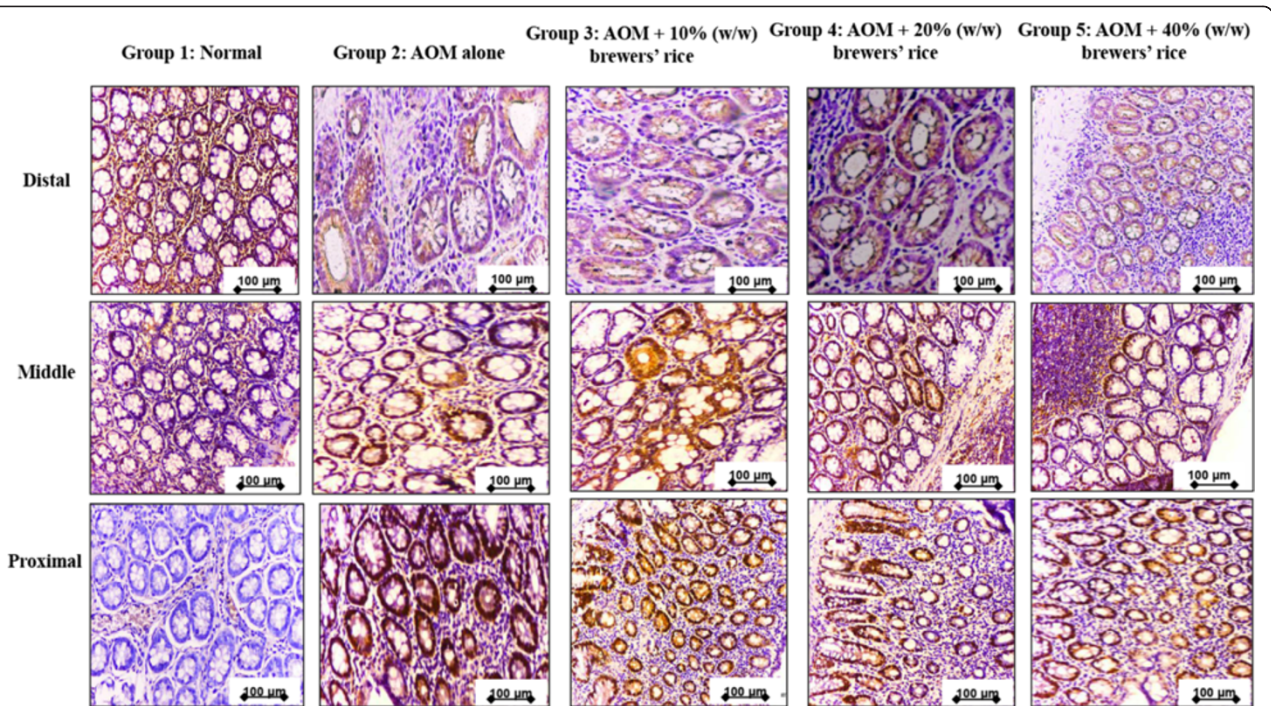 Group 1: Normal
Group 2: AOM alone
Group 3: AOM + 10% (w/w)
brewers' rice
Group 4: AOM + 20% (w/w)
brewers' rice
Group 5: AOM + 40% (w/w)
brewers' rice
Distal
100 µm
100 µm
100 µm
100 µm
100 µm
Middle
100 µm
100 µm
100 µm
100 µm
100 µm
Proximal
100 µm
100 µm
100 µm
100 µm
100 µm